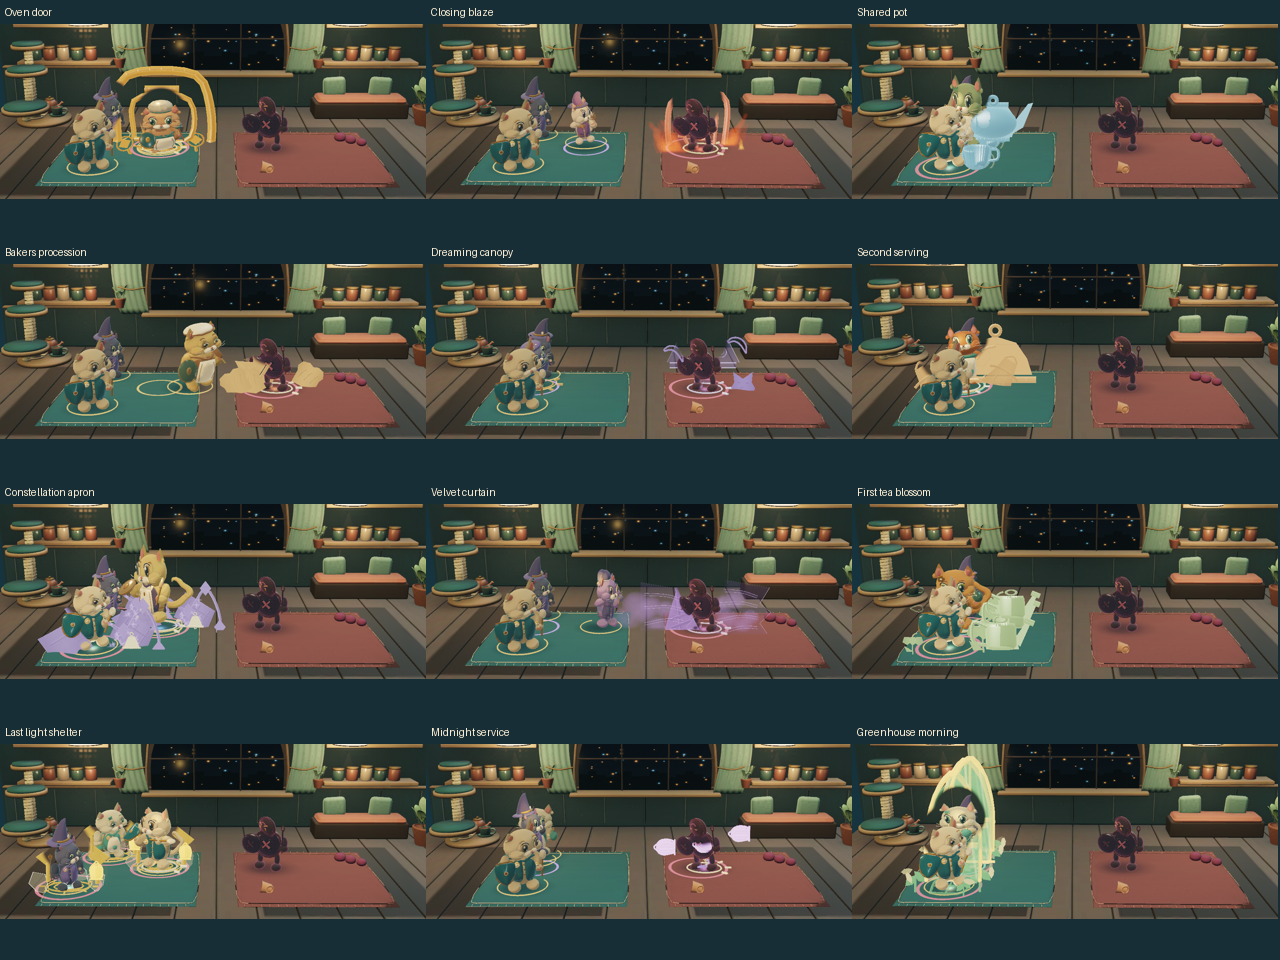 Oven door
Closing blaze
Shared pot
Bakers procession
Dreaming canopy
Second serving
Constellation apron
Velvet curtain
First tea blossom
Last light shelter
Midnight service
Greenhouse morning